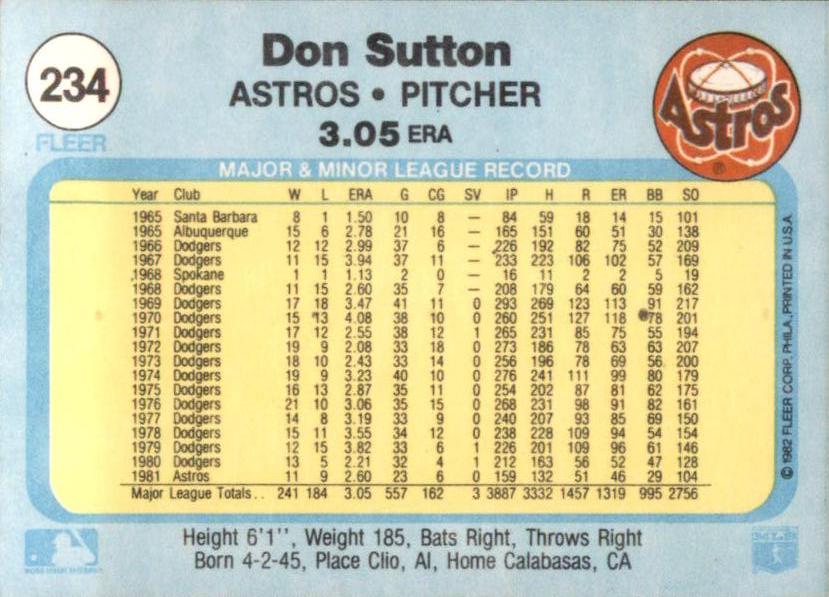 234
FLEER
Don Sutton
ASTROS • PITCHER
3.05 ERA
Astros
®
MAJOR & MINOR LEAGUE RECORD
Year Club W L ERA G CG SV IP H R ER BB SO
1965 Santa Barbara 8 1 1.50 10 8 – 84 59 18 14 15 101
1965 Albuquerque 15 6 2.78 21 16 – 165 151 60 51 30 138
1966 Dodgers 12 12 2.99 37 6 – 226 192 82 75 52 209
1967 Dodgers 11 15 3.94 37 11 – 233 223 106 102 57 169
1968 Spokane 1 1 1.13 2 0 – 16 11 2 2 5 19
1968 Dodgers 11 15 2.60 35 7 – 208 179 64 60 59 162
1969 Dodgers 17 18 3.47 41 11 0 293 269 123 113 91 217
1970 Dodgers 15 13 4.08 38 10 0 260 251 127 118 78 201
1971 Dodgers 17 12 2.55 38 12 1 265 231 85 75 55 194
1972 Dodgers 19 9 2.08 33 18 0 273 186 78 63 63 207
1973 Dodgers 18 10 2.43 33 14 0 256 196 78 69 56 200
1974 Dodgers 19 9 3.23 40 10 0 276 241 111 99 80 179
1975 Dodgers 16 13 2.87 35 11 0 254 202 87 81 62 175
1976 Dodgers 21 10 3.06 35 15 0 268 231 98 91 82 161
1977 Dodgers 14 8 3.19 33 9 0 240 207 93 85 69 150
1978 Dodgers 15 11 3.55 34 12 0 238 228 109 94 54 154
1979 Dodgers 12 15 3.82 33 6 1 226 201 109 96 61 146
1980 Dodgers 13 5 2.21 32 4 1 212 163 56 52 47 128
1981 Astros 11 9 2.60 23 6 0 159 132 51 46 29 104
Major League Totals.. 241 184 3.05 557 162 3 3887 3332 1457 1319 995 2756
© 1982 FLEER CORP. PHILA., PRINTED IN U.S.A.
Height 6'1'', Weight 185, Bats Right, Throws Right
Born 4-2-45, Place Clio, Al, Home Calabasas, CA